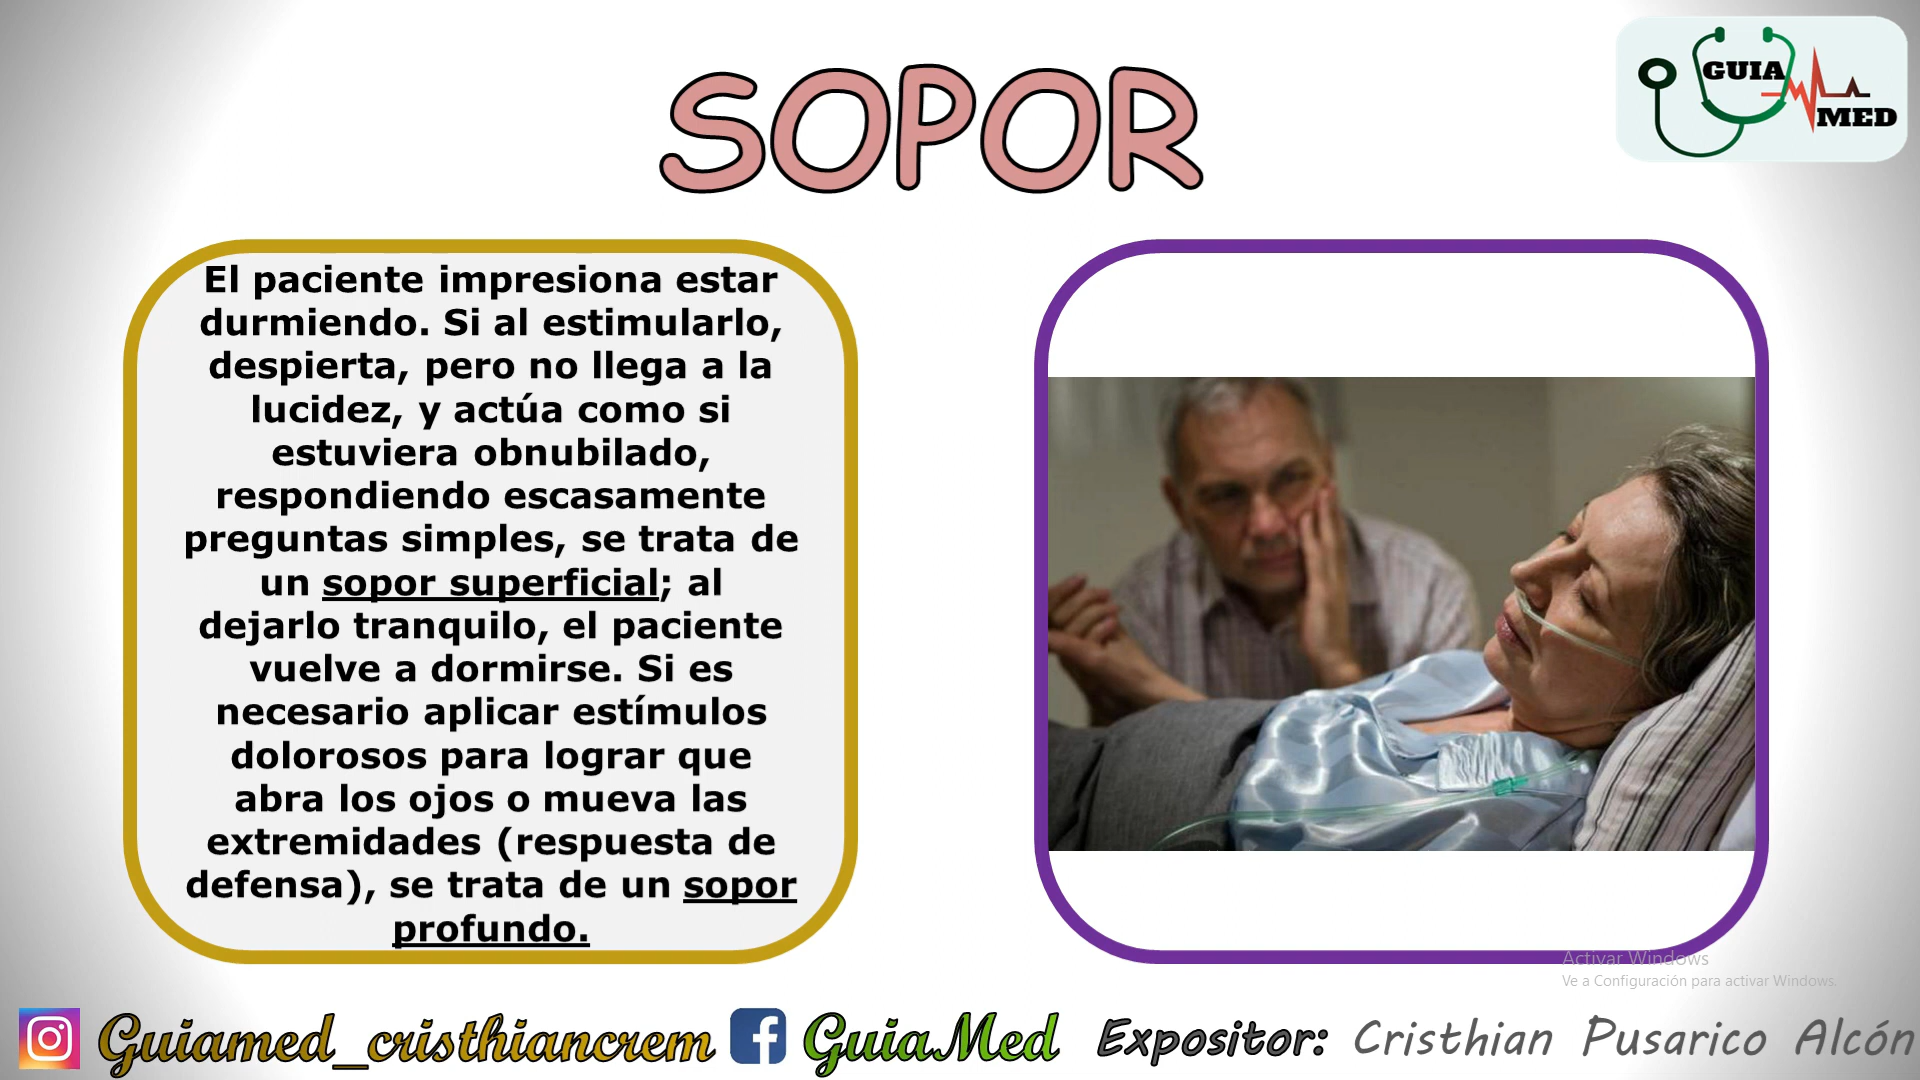 SOPOR
GUIA
MED
El paciente impresiona estar
durmiendo. Si al estimularlo,
despierta, pero no llega a la
lucidez, y actúa como si
estuviera obnubilado,
respondiendo escasamente
preguntas simples, se trata de
un sopor superficial; al
dejarlo tranquilo, el paciente
vuelve a dormirse. Si es
necesario aplicar estímulos
dolorosos para lograr que
abra los ojos o mueva las
extremidades (respuesta de
defensa), se trata de un sopor
profundo.
Activar Windows
Ve a Configuración para activar Windows.
Guiamed_cristhiancrem GuiaMed Expositor: Cristhian Pusarico Alcón